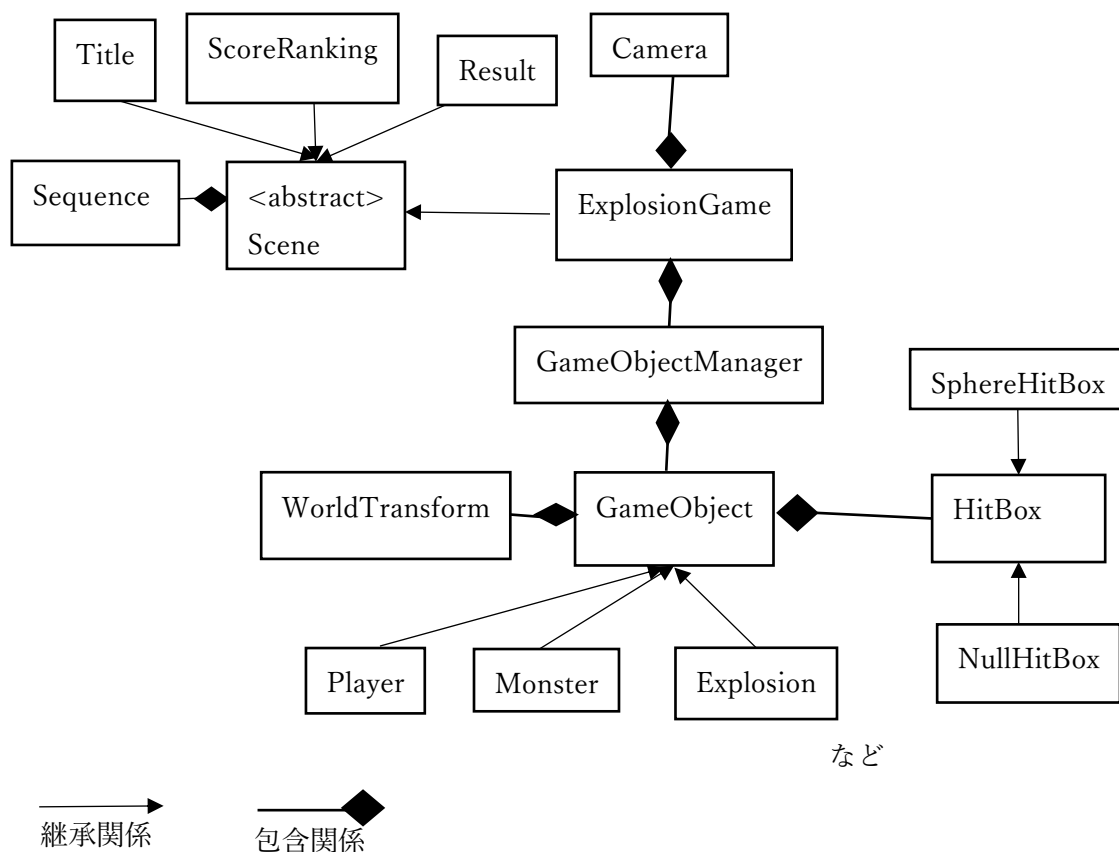 Title
ScoreRanking
Result
Camera
Sequence
<abstract>
Scene
ExplosionGame
GameObjectManager
SphereHitBox
WorldTransform
GameObject
HitBox
Player
Monster
Explosion
NullHitBox
など
継承関係
包含関係